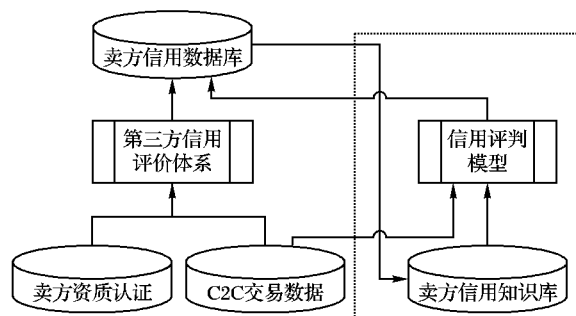 卖方信用数据库
第三方信用
评价体系
信用评判
模型
卖方资质认证
C2C交易数据
卖方信用知识库